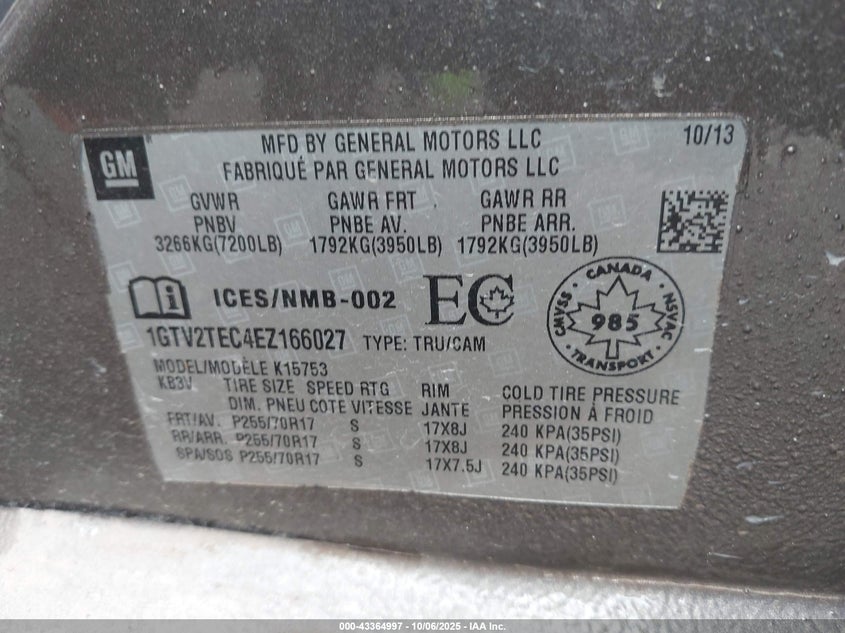 GM
MFD BY GENERAL MOTORS LLC
10/13
FABRIQUÉ PAR GENERAL MOTORS LLC
GVWR GAWR FRT GAWR RR
PNBV PNBE AV. PNBE ARR.
3266KG(7200LB) 1792KG(3950LB) 1792KG(3950LB)
ICES/NMB-002 EC
CANADA
CMVSS 985 NSVAC
TRANSPORT
1GTV2TEC4EZ166027 TYPE: TRU/CAM
MODEL/MODÈLE K15753
KB3V TIRE SIZE SPEED RTG RIM COLD TIRE PRESSURE
DIM. PNEU COTE VITESSE JANTE PRESSION À FROID
FRT/AV. P255/70R17 S 17X8J 240 KPA(35PSI)
RR/ARR. P255/70R17 S 17X8J 240 KPA(35PSI)
SPA/SOS P255/70R17 S 17X7.5J 240 KPA(35PSI)
000-43364997 - 10/06/2025 - IAA Inc.